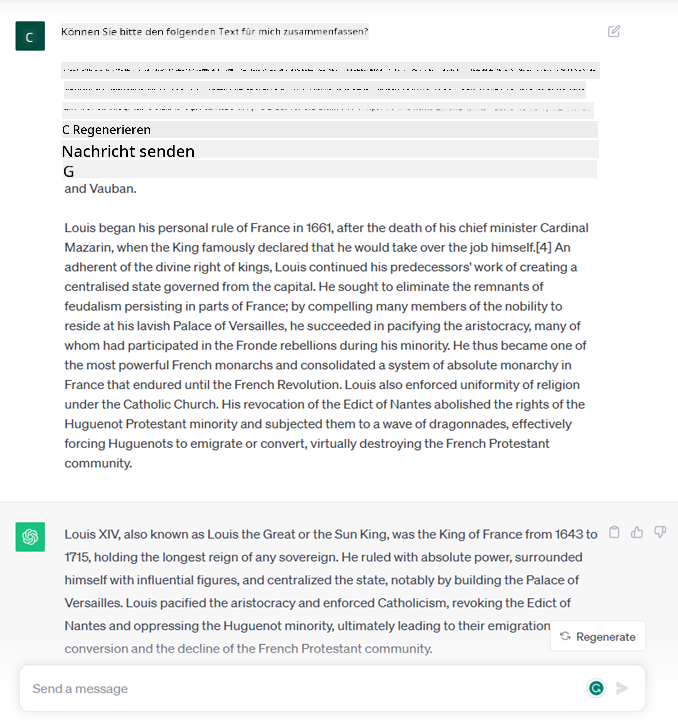 C
Können Sie bitte den folgenden Text für mich zusammenfassen?
C Regenerieren
Nachricht senden
G
and Vauban.
Louis began his personal rule of France in 1661, after the death of his chief minister Cardinal
Mazarin, when the King famously declared that he would take over the job himself.[4] An
adherent of the divine right of kings, Louis continued his predecessors' work of creating a
centralised state governed from the capital. He sought to eliminate the remnants of
feudalism persisting in parts of France; by compelling many members of the nobility to
reside at his lavish Palace of Versailles, he succeeded in pacifying the aristocracy, many of
whom had participated in the Fronde rebellions during his minority. He thus became one of
the most powerful French monarchs and consolidated a system of absolute monarchy in
France that endured until the French Revolution. Louis also enforced uniformity of religion
under the Catholic Church. His revocation of the Edict of Nantes abolished the rights of the
Huguenot Protestant minority and subjected them to a wave of dragonnades, effectively
forcing Huguenots to emigrate or convert, virtually destroying the French Protestant
community.
Louis XIV, also known as Louis the Great or the Sun King, was the King of France from 1643 to
1715, holding the longest reign of any sovereign. He ruled with absolute power, surrounded
himself with influential figures, and centralized the state, notably by building the Palace of
Versailles. Louis pacified the aristocracy and enforced Catholicism, revoking the Edict of
Nantes and oppressing the Huguenot minority, ultimately leading to their emigration
Regenerate
conversion and the decline of the French Protestant community.
Send a message